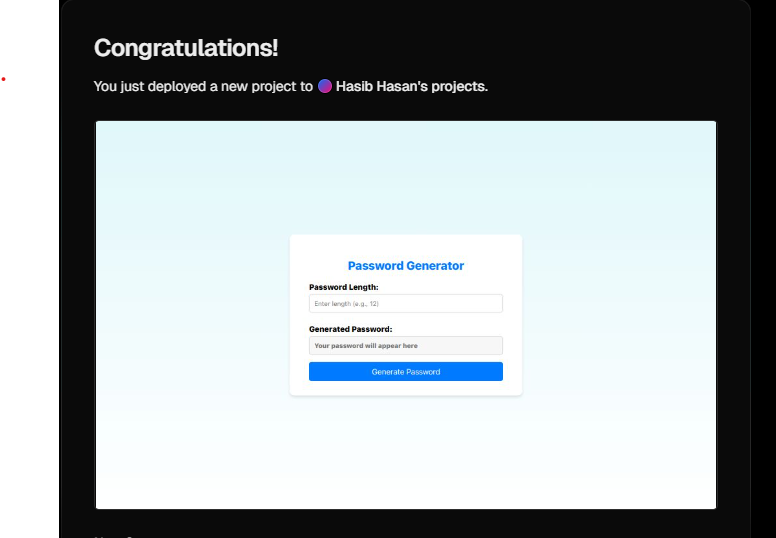 Congratulations!
You just deployed a new project to Hasib Hasan's projects.
Password Generator
Password Length:
Enter length (e.g., 12)
Generated Password:
Your password will appear here
Generate Password